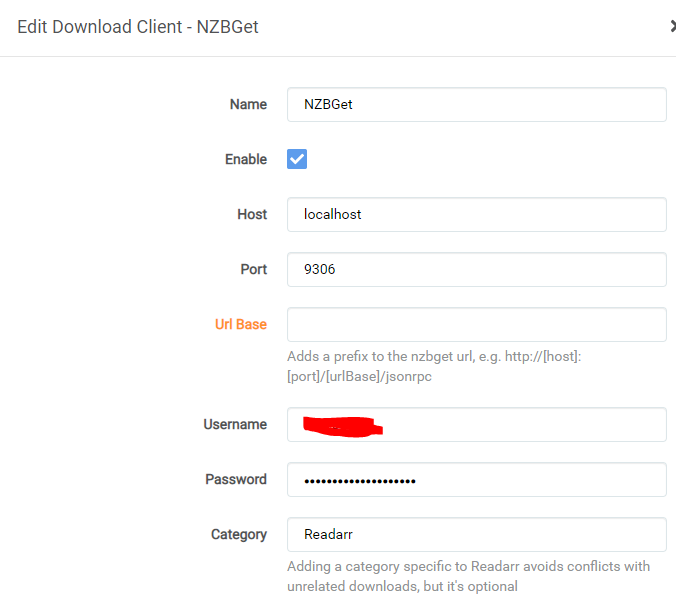 Edit Download Client - NZBGet
Name NZBGet
Enable
Host localhost
Port 9306
Url Base
Adds a prefix to the nzbget url, e.g. http://[host]:
[port]/[urlBase]/jsonrpc
Username
Password ••••••••••••••••••••
Category Readarr
Adding a category specific to Readarr avoids conflicts with
unrelated downloads, but it's optional